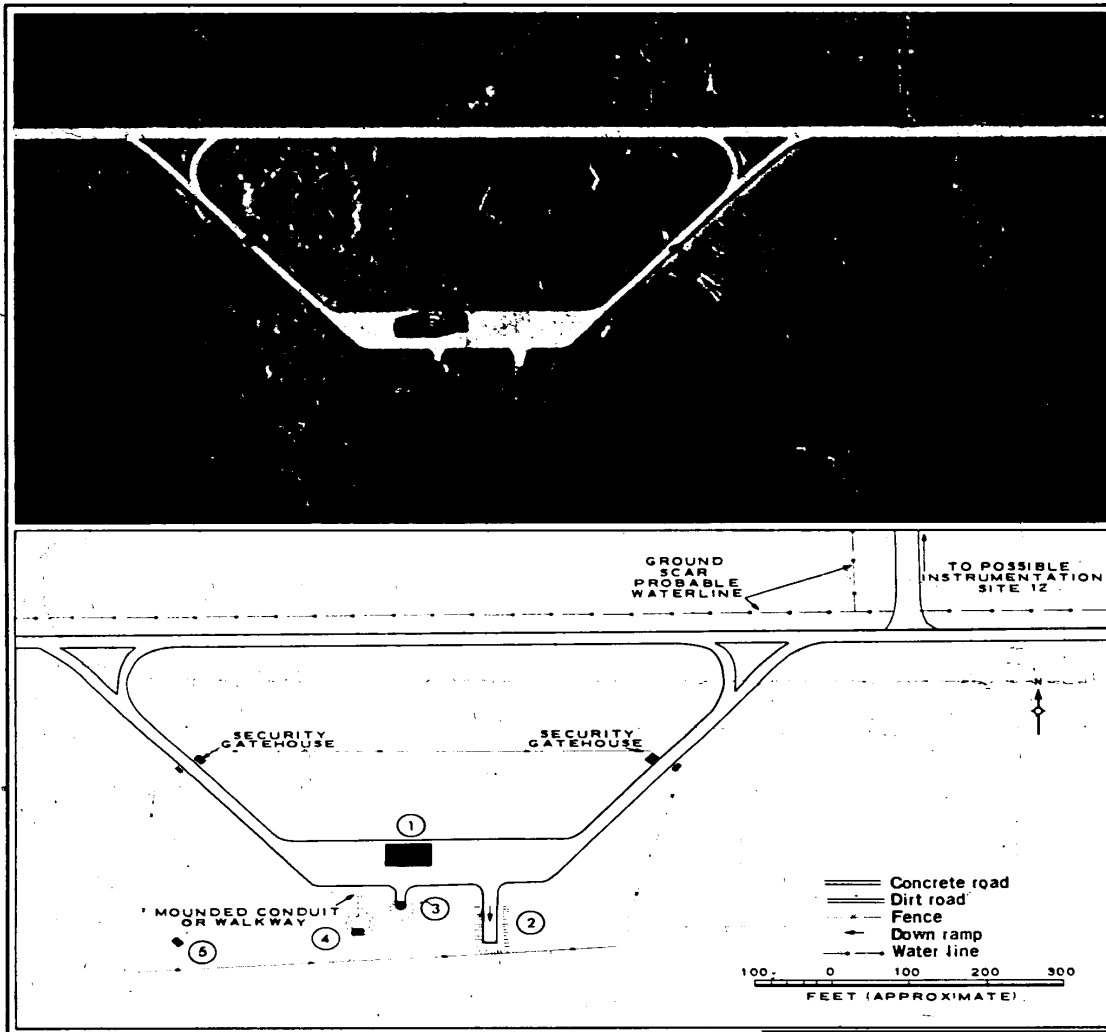 GROUND
SCAR
PROBABLE
WATERLINE
TO POSSIBLE
INSTRUMENTATION
SITE 12
N
SECURITY
GATEHOUSE
SECURITY
GATEHOUSE
1
MOUNDED CONDUIT
OR WALKWAY
3
2
4
5
Concrete road
Dirt road
Fence
Down ramp
Water line
100 0 100 200 300
FEET (APPROXIMATE)